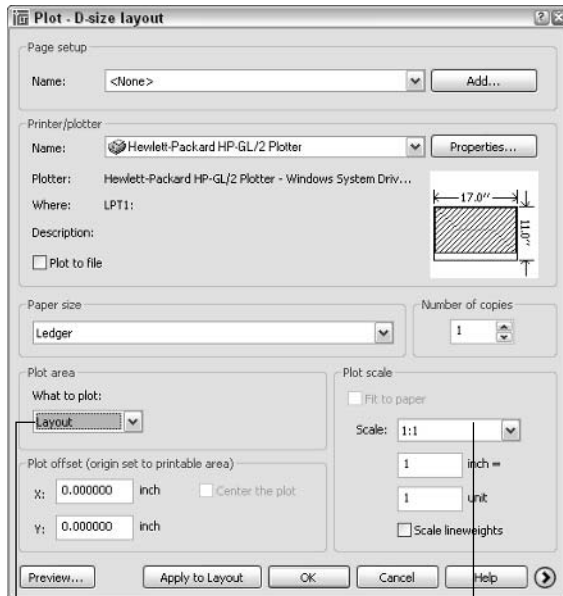 Plot - D-size layout
Page setup
Name: <None> Add...
Printer/plotter
Name: Hewlett-Packard HP-GL/2 Plotter Properties...
Plotter: Hewlett-Packard HP-GL/2 Plotter - Windows System Driv...
Where: LPT1:
Description:
Plot to file
17.0''
11.0''
Paper size
Ledger
Number of copies
1
Plot area
What to plot:
Layout
Plot offset (origin set to printable area)
X: 0.000000 inch Center the plot
Y: 0.000000 inch
Plot scale
Fit to paper
Scale: 1:1
1 inch =
1 unit
Scale lineweights
Preview... Apply to Layout OK Cancel Help